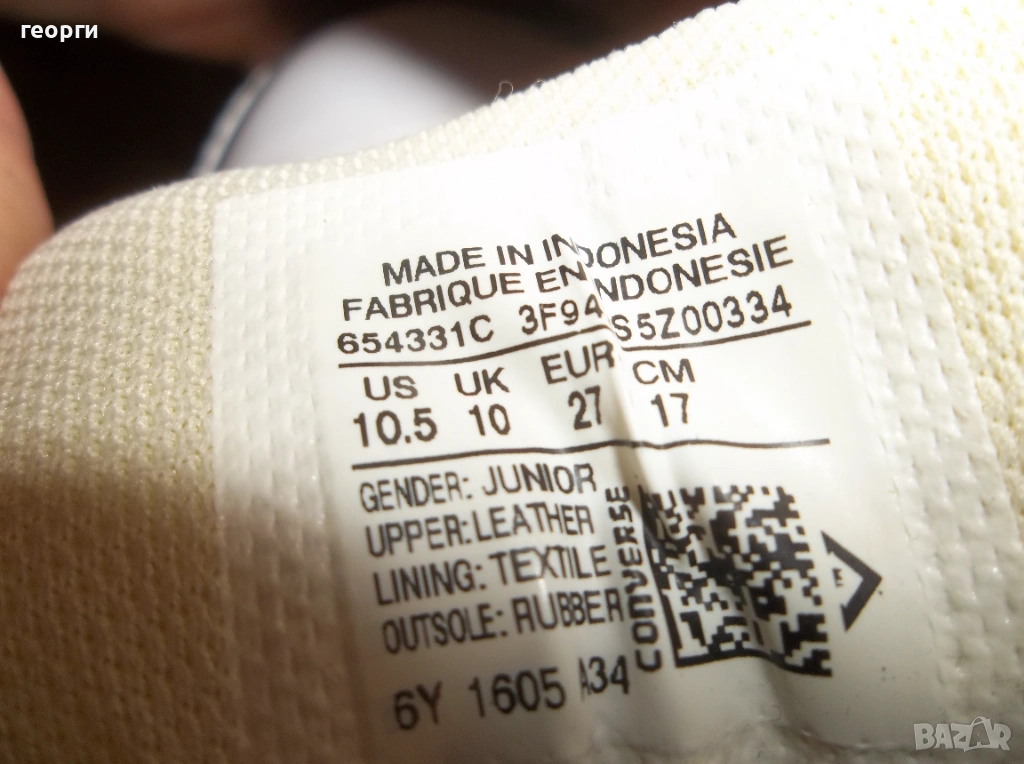 георги
MADE IN INDONESIA
FABRIQUE EN INDONESIE
654331C 3F94 S5Z00334
US UK EUR CM
10.5 10 27 17
GENDER: JUNIOR
UPPER: LEATHER
LINING: TEXTILE
OUTSOLE: RUBBER
CONVERSE
E
6Y 1605 A34
BAZAR